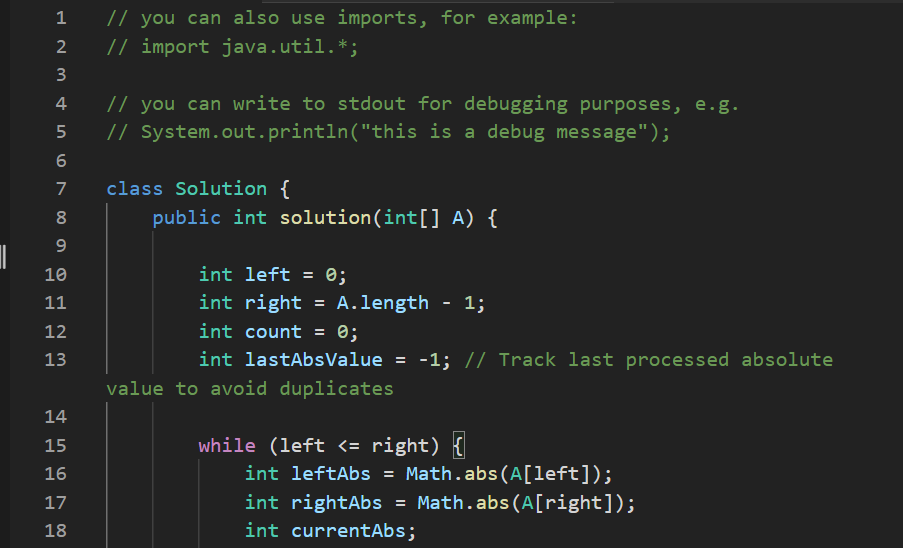 1 // you can also use imports, for example:
2 // import java.util.*;
3
4 // you can write to stdout for debugging purposes, e.g.
5 // System.out.println("this is a debug message");
6
7 class Solution {
8 public int solution(int[] A) {
9
10 int left = 0;
11 int right = A.length - 1;
12 int count = 0;
13 int lastAbsValue = -1; // Track last processed absolute
value to avoid duplicates
14
15 while (left <= right) {
16 int leftAbs = Math.abs(A[left]);
17 int rightAbs = Math.abs(A[right]);
18 int currentAbs;